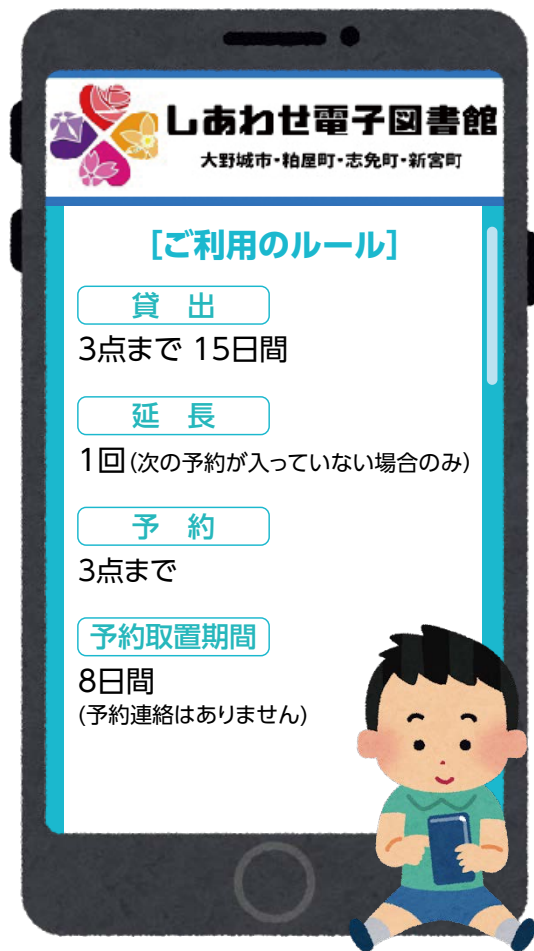 しあわせ電子図書館
大野城市・粕屋町・志免町・新宮町
[ご利用のルール]
貸 出
3点まで 15日間
延 長
1回(次の予約が入っていない場合のみ)
予 約
3点まで
予約取置期間
8日間
(予約連絡はありません)